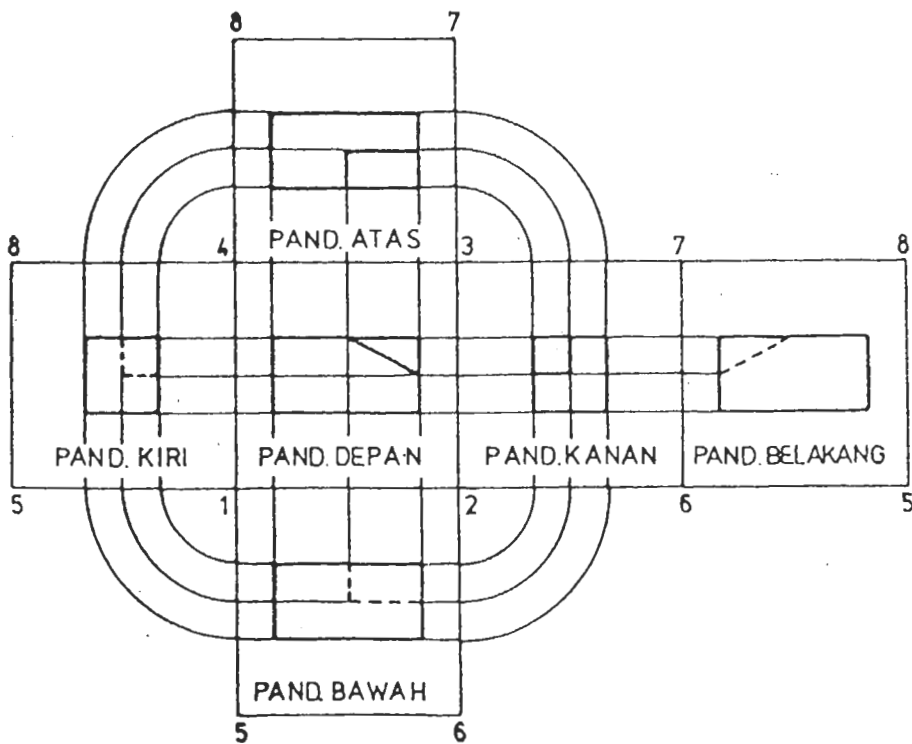 8 7
PAND. ATAS
8 4 3 7 8
PAND. KIRI PAND. DEPAN PAND. KANAN PAND. BELAKANG
5 1 2 6 5
PAND. BAWAH
5 6